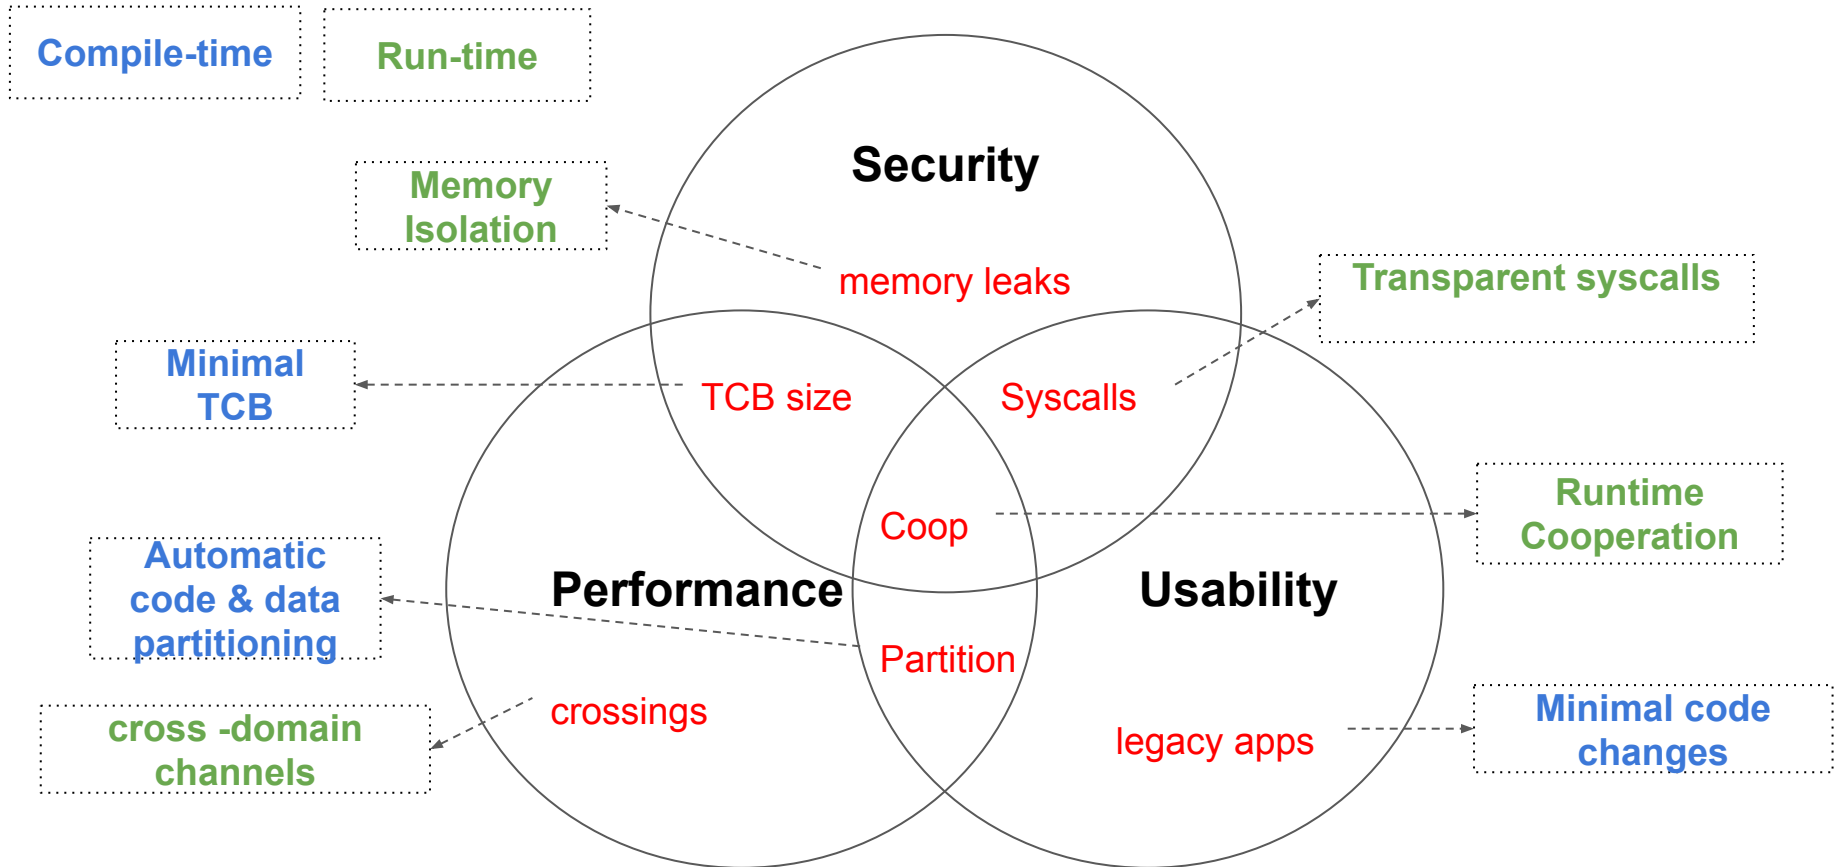 Compile-time
Run-time
Security
Memory
Isolation
memory leaks
Transparent syscalls
Minimal
TCB
TCB size
Syscalls
Runtime
Cooperation
Coop
Automatic
code & data
partitioning
Performance
Usability
Partition
crossings
cross -domain
channels
legacy apps
Minimal code
changes